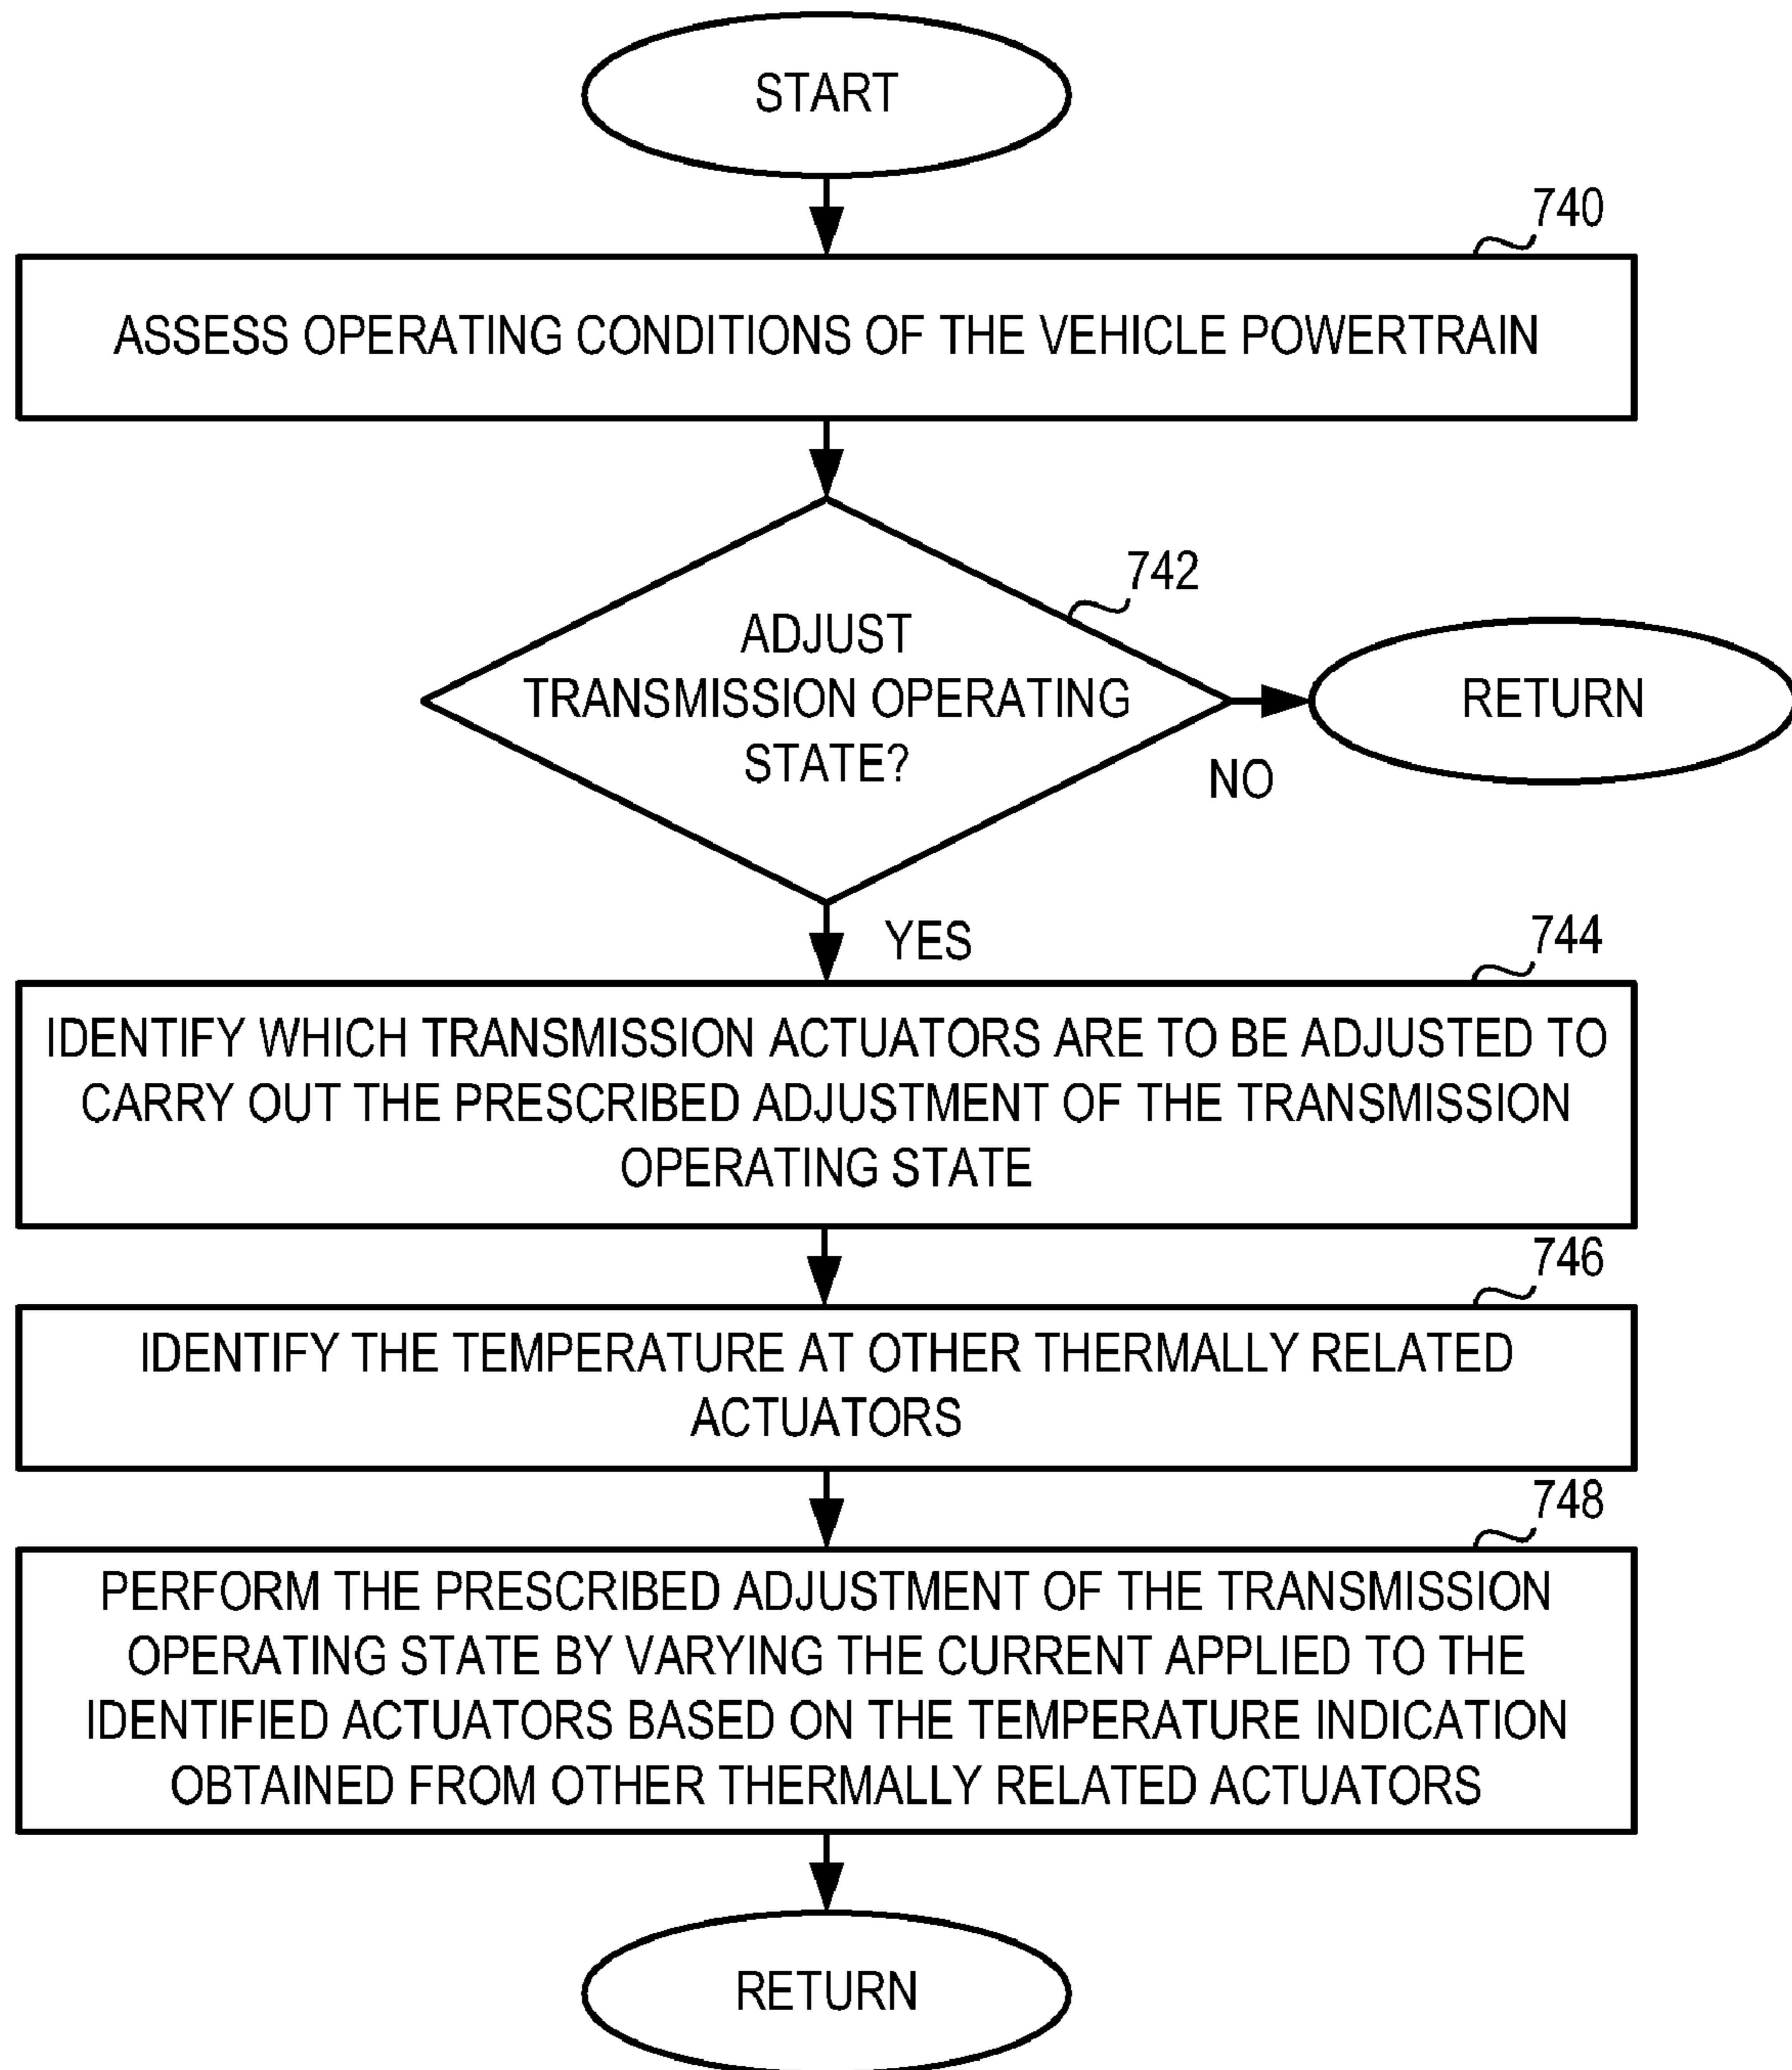 START
740
ASSESS OPERATING CONDITIONS OF THE VEHICLE POWERTRAIN
742
ADJUST
TRANSMISSION OPERATING
STATE?
RETURN
NO
YES
744
IDENTIFY WHICH TRANSMISSION ACTUATORS ARE TO BE ADJUSTED TO
CARRY OUT THE PRESCRIBED ADJUSTMENT OF THE TRANSMISSION
OPERATING STATE
746
IDENTIFY THE TEMPERATURE AT OTHER THERMALLY RELATED
ACTUATORS
748
PERFORM THE PRESCRIBED ADJUSTMENT OF THE TRANSMISSION
OPERATING STATE BY VARYING THE CURRENT APPLIED TO THE
IDENTIFIED ACTUATORS BASED ON THE TEMPERATURE INDICATION
OBTAINED FROM OTHER THERMALLY RELATED ACTUATORS
RETURN